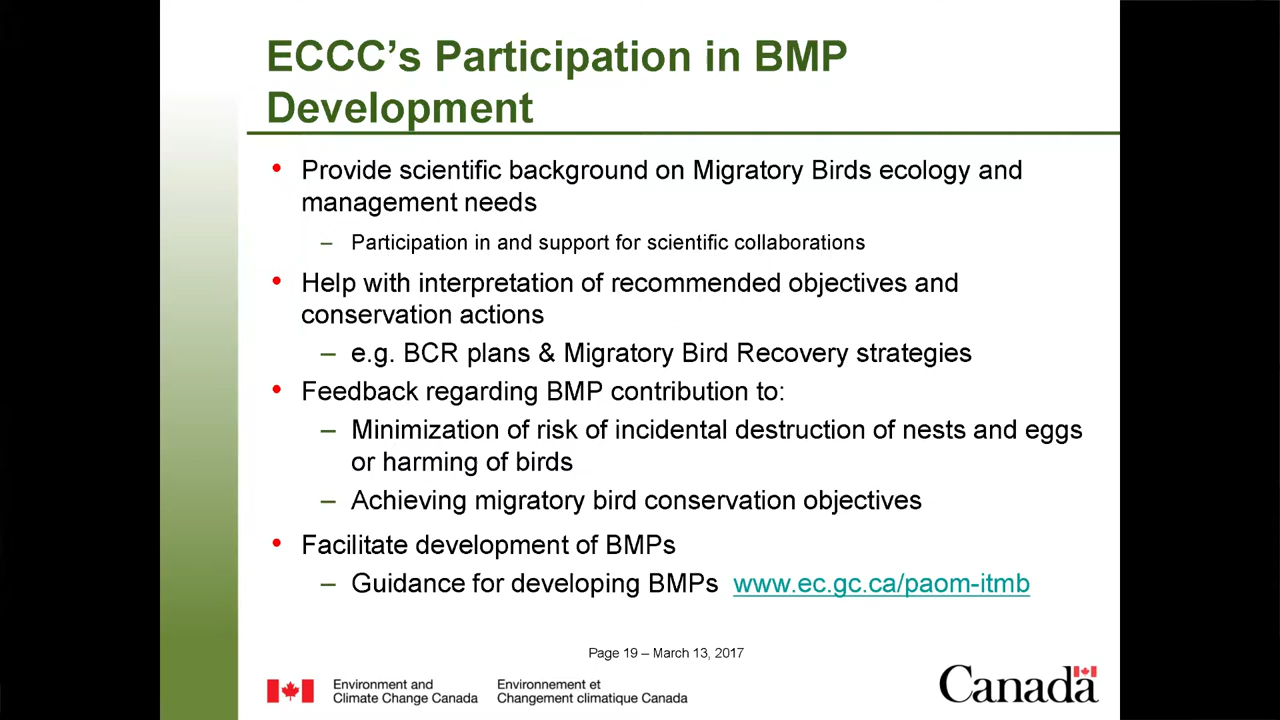 ECCC’s Participation in BMP
Development
• Provide scientific background on Migratory Birds ecology and
management needs
– Participation in and support for scientific collaborations
• Help with interpretation of recommended objectives and
conservation actions
– e.g. BCR plans & Migratory Bird Recovery strategies
• Feedback regarding BMP contribution to:
– Minimization of risk of incidental destruction of nests and eggs
or harming of birds
– Achieving migratory bird conservation objectives
• Facilitate development of BMPs
– Guidance for developing BMPs www.ec.gc.ca/paom-itmb
Page 19 – March 13, 2017
Environment and
Climate Change Canada
Environnement et
Changement climatique Canada
Canada